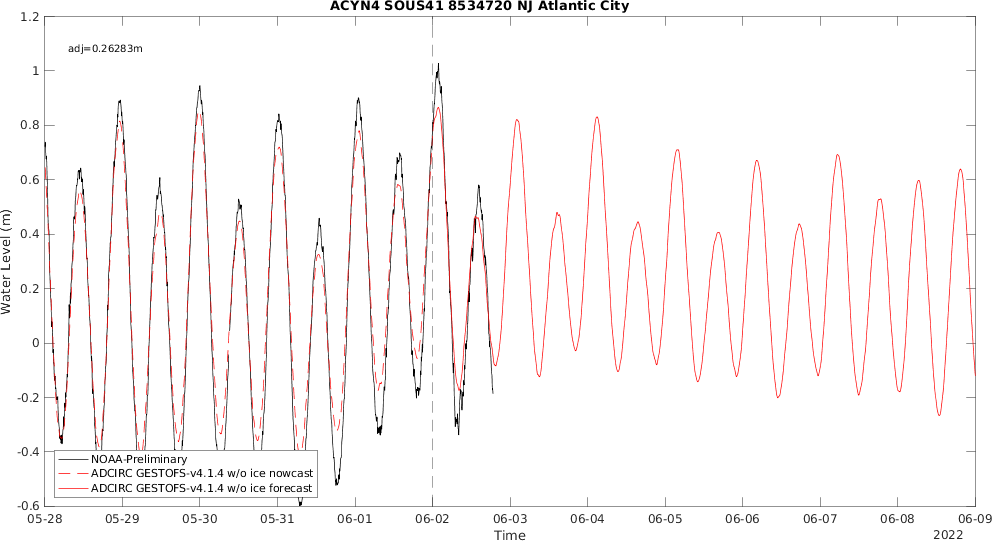 ACYN4 SOUS41 8534720 NJ Atlantic City
1.2
adj=0.26283m
1
0.8
0.6
0.4
0.2
0
-0.2
-0.4
-0.6
Water Level (m)
NOAA-Preliminary
ADCIRC GESTOFS-v4.1.4 w/o ice nowcast
ADCIRC GESTOFS-v4.1.4 w/o ice forecast
05-28 05-29 05-30 05-31 06-01 06-02 06-03 06-04 06-05 06-06 06-07 06-08 06-09
Time
2022